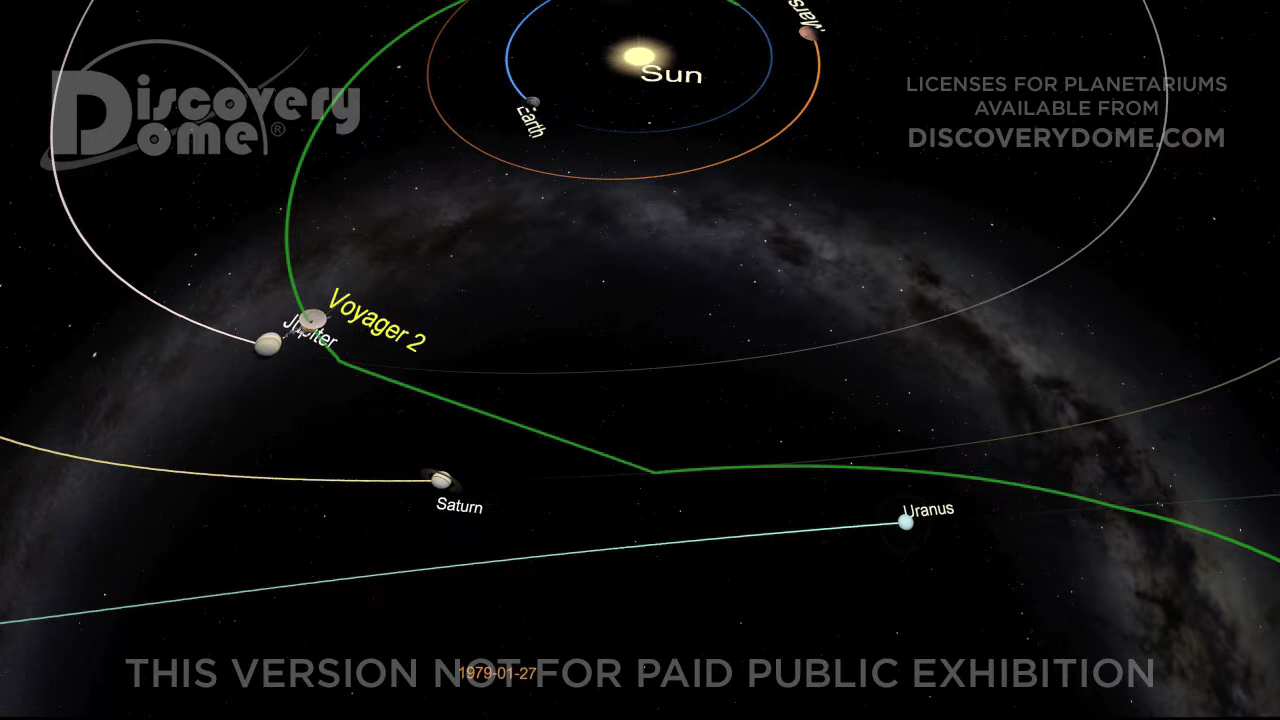 Mars
Sun
Discovery
Dome®
LICENSES FOR PLANETARIUMS
AVAILABLE FROM
DISCOVERYDOME.COM
Earth
Voyager 2
Jupiter
Saturn
Uranus
THIS VERSION NOT FOR PAID PUBLIC EXHIBITION
1979-01-27